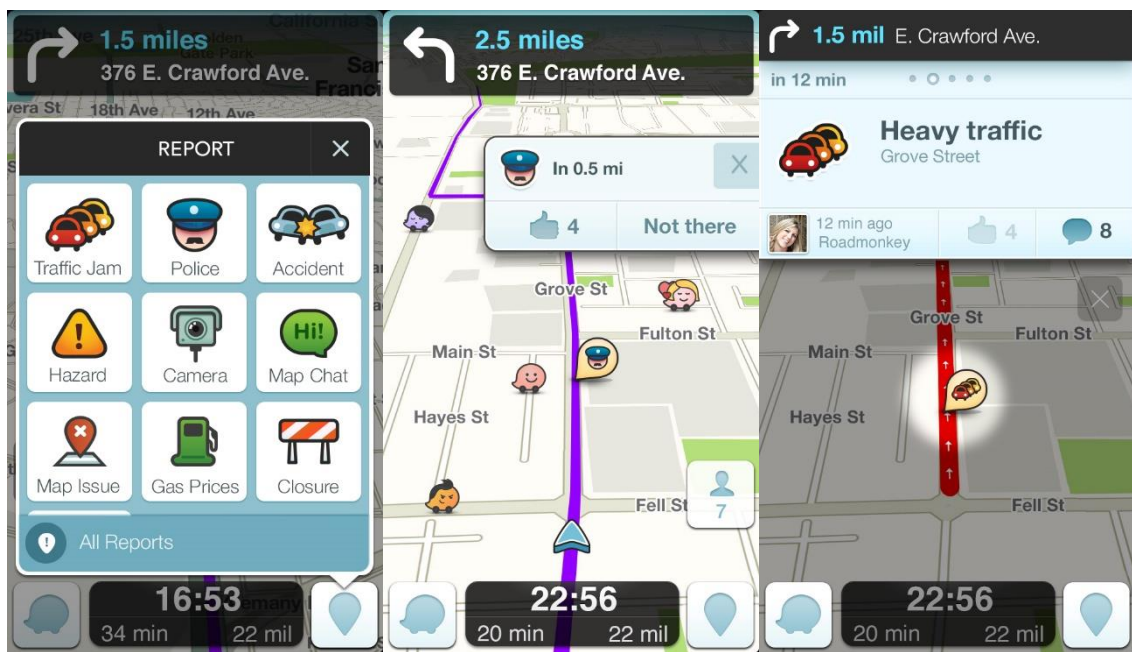 1.5 miles
376 E. Crawford Ave.
18th Ave
12th Ave
REPORT
Traffic Jam
Police
Accident
Hazard
Camera
Hi!
Map Chat
Map Issue
Gas Prices
Closure
All Reports
16:53
34 min
22 mil
2.5 miles
376 E. Crawford Ave.
In 0.5 mi
X
4
Not there
Grove St
Fulton St
Main St
Hayes St
7
Fell St
22:56
20 min
22 mil
1.5 mil E. Crawford Ave.
in 12 min
Heavy traffic
Grove Street
12 min ago
Roadmonkey
4
8
Grove St
Fulton St
Main St
Hayes St
Fell St
22:56
20 min
22 mil